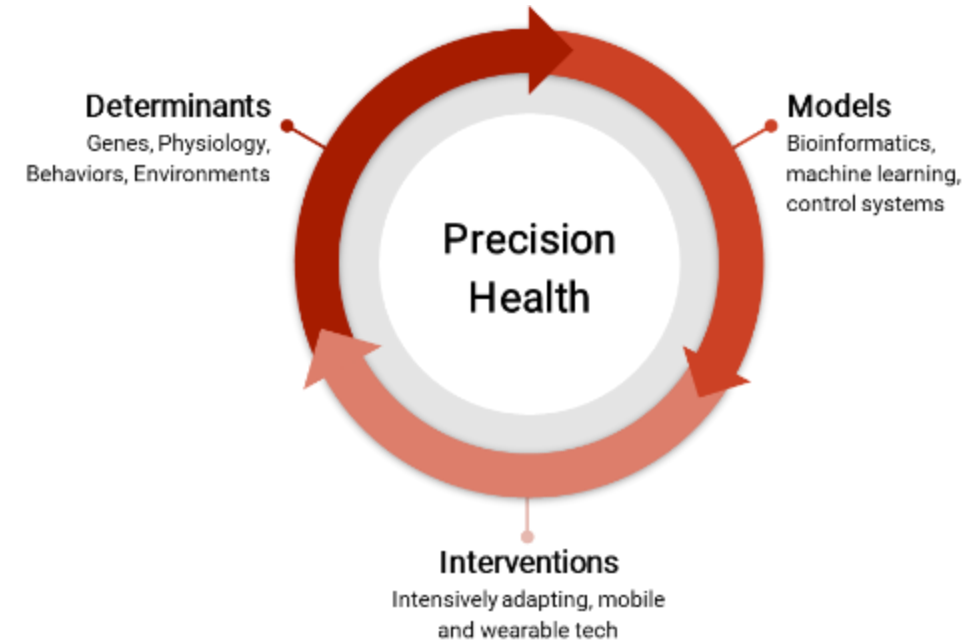 Determinants
Genes, Physiology,
Behaviors, Environments
Models
Bioinformatics,
machine learning,
control systems
Precision
Health
Interventions
Intensively adapting, mobile
and wearable tech